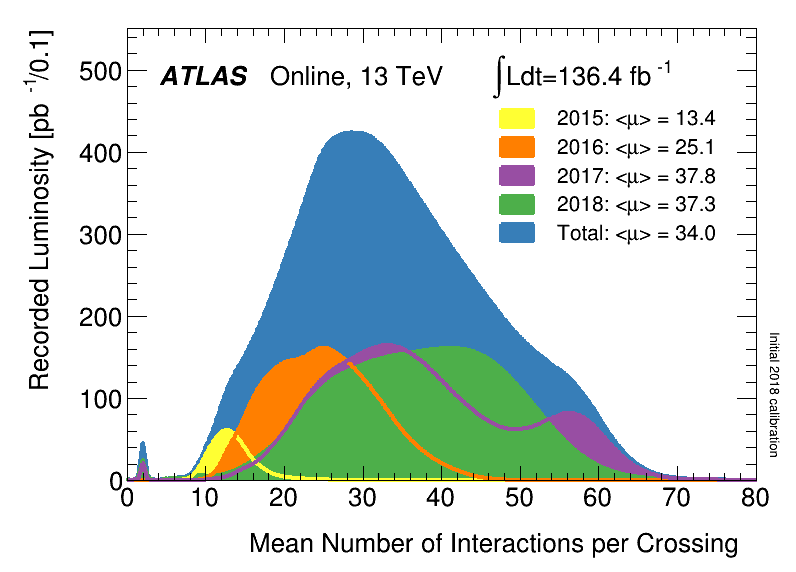 ATLAS Online, 13 TeV ∫Ldt=136.4 fb⁻¹
2015: <μ> = 13.4
2016: <μ> = 25.1
2017: <μ> = 37.8
2018: <μ> = 37.3
Total: <μ> = 34.0
Recorded Luminosity [pb⁻¹/0.1]
500
400
300
200
100
0
0 10 20 30 40 50 60 70 80
Mean Number of Interactions per Crossing
Initial 2018 calibration